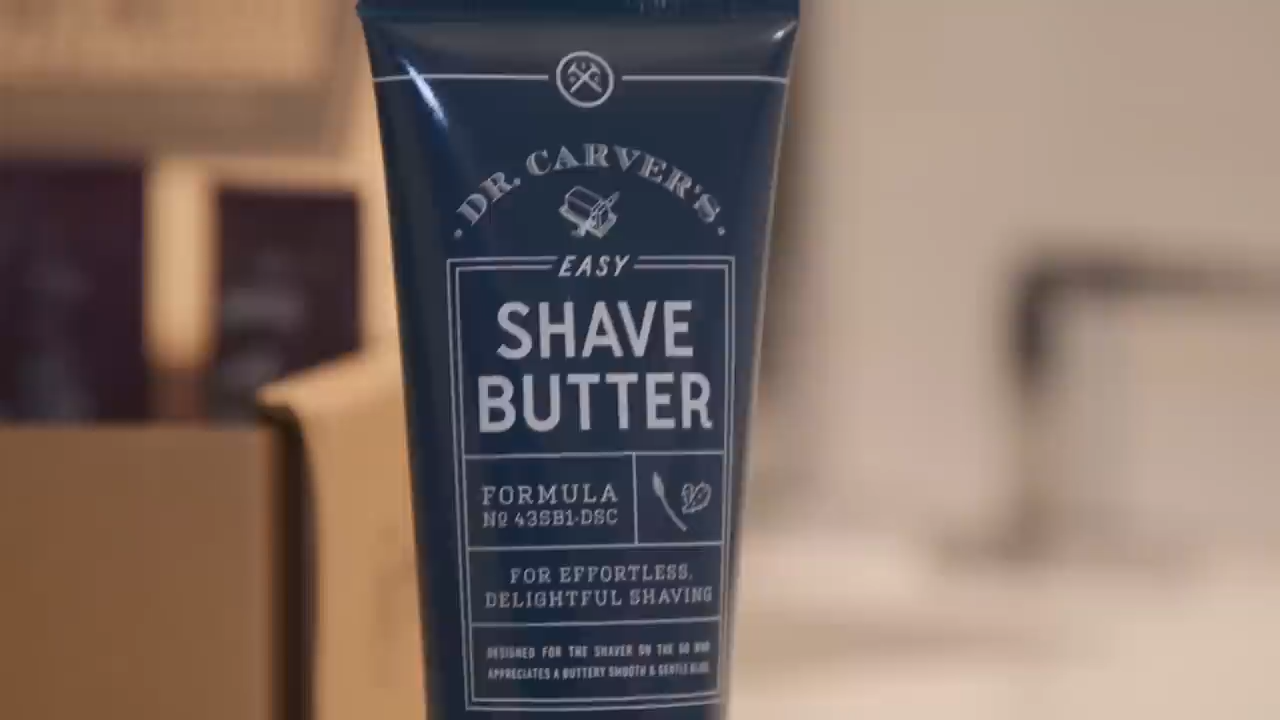 · DR. CARVER'S ·
EASY
SHAVE
BUTTER
FORMULA
Nº 43SB1-DSC
FOR EFFORTLESS,
DELIGHTFUL SHAVING
DESIGNED FOR THE SHAVER ON THE GO WHO
APPRECIATES A BUTTERY SMOOTH & GENTLE